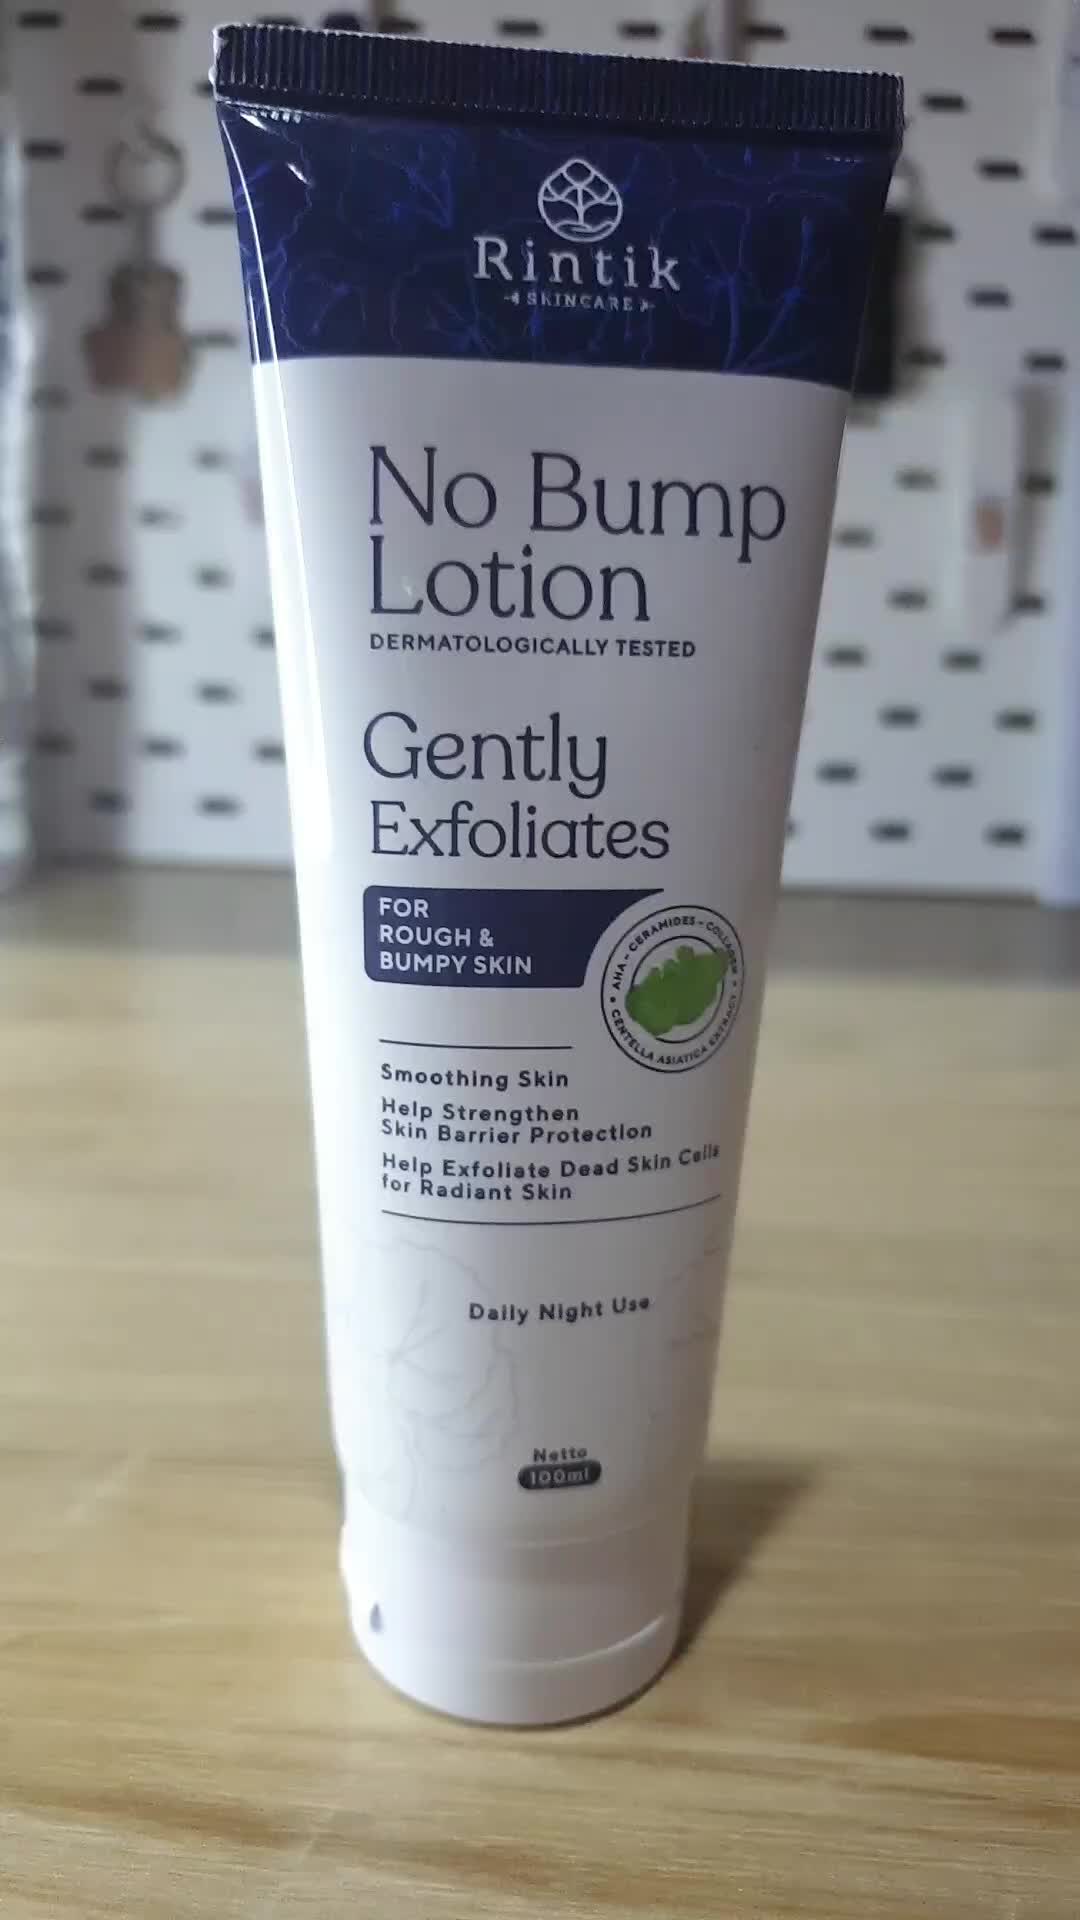 Rintik
SKINCARE
No Bump
Lotion
DERMATOLOGICALLY TESTED
Gently
Exfoliates
FOR
ROUGH &
BUMPY SKIN
AHA - CERAMIDES - COLLAGEN
CENTELLA ASIATICA EXTRACT
Smoothing Skin
Help Strengthen
Skin Barrier Protection
Help Exfoliate Dead Skin Cells
for Radiant Skin
Daily Night Use
Netto
100ml